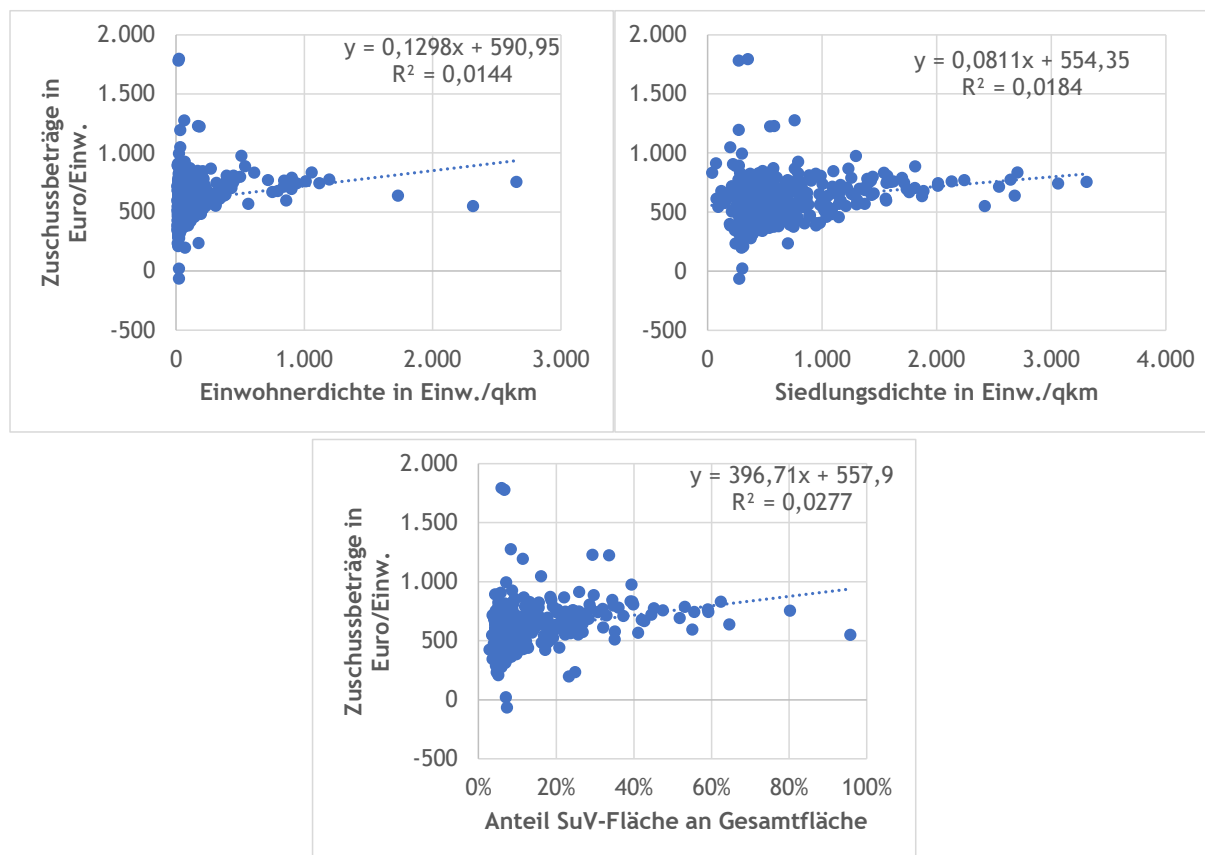 Zuschussbeträge in
Euro/Einw.
2.000
1.500
1.000
500
0
-500
y = 0,1298x + 590,95
R² = 0,0144
0 1.000 2.000 3.000
Einwohnerdichte in Einw./qkm
2.000
1.500
1.000
500
0
-500
y = 0,0811x + 554,35
R² = 0,0184
0 1.000 2.000 3.000 4.000
Siedlungsdichte in Einw./qkm
Zuschussbeträge in
Euro/Einw.
2.000
1.500
1.000
500
0
-500
y = 396,71x + 557,9
R² = 0,0277
0% 20% 40% 60% 80% 100%
Anteil SuV-Fläche an Gesamtfläche